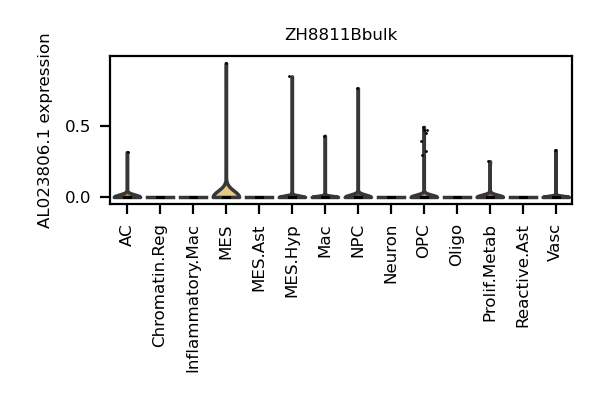 ZH8811Bbulk
AL023806.1 expression
0.5
0.0
AC
Chromatin.Reg
Inflammatory.Mac
MES
MES.Ast
MES.Hyp
Mac
NPC
Neuron
OPC
Oligo
Prolif.Metab
Reactive.Ast
Vasc